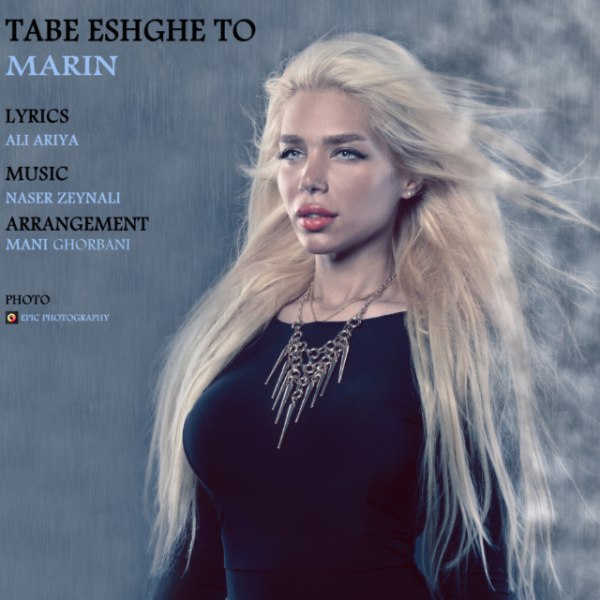 TABE ESHGHE TO
MARIN
LYRICS
ALI ARIYA
MUSIC
NASER ZEYNALI
ARRANGEMENT
MANI GHORBANI
PHOTO
EPIC PHOTOGRAPHY